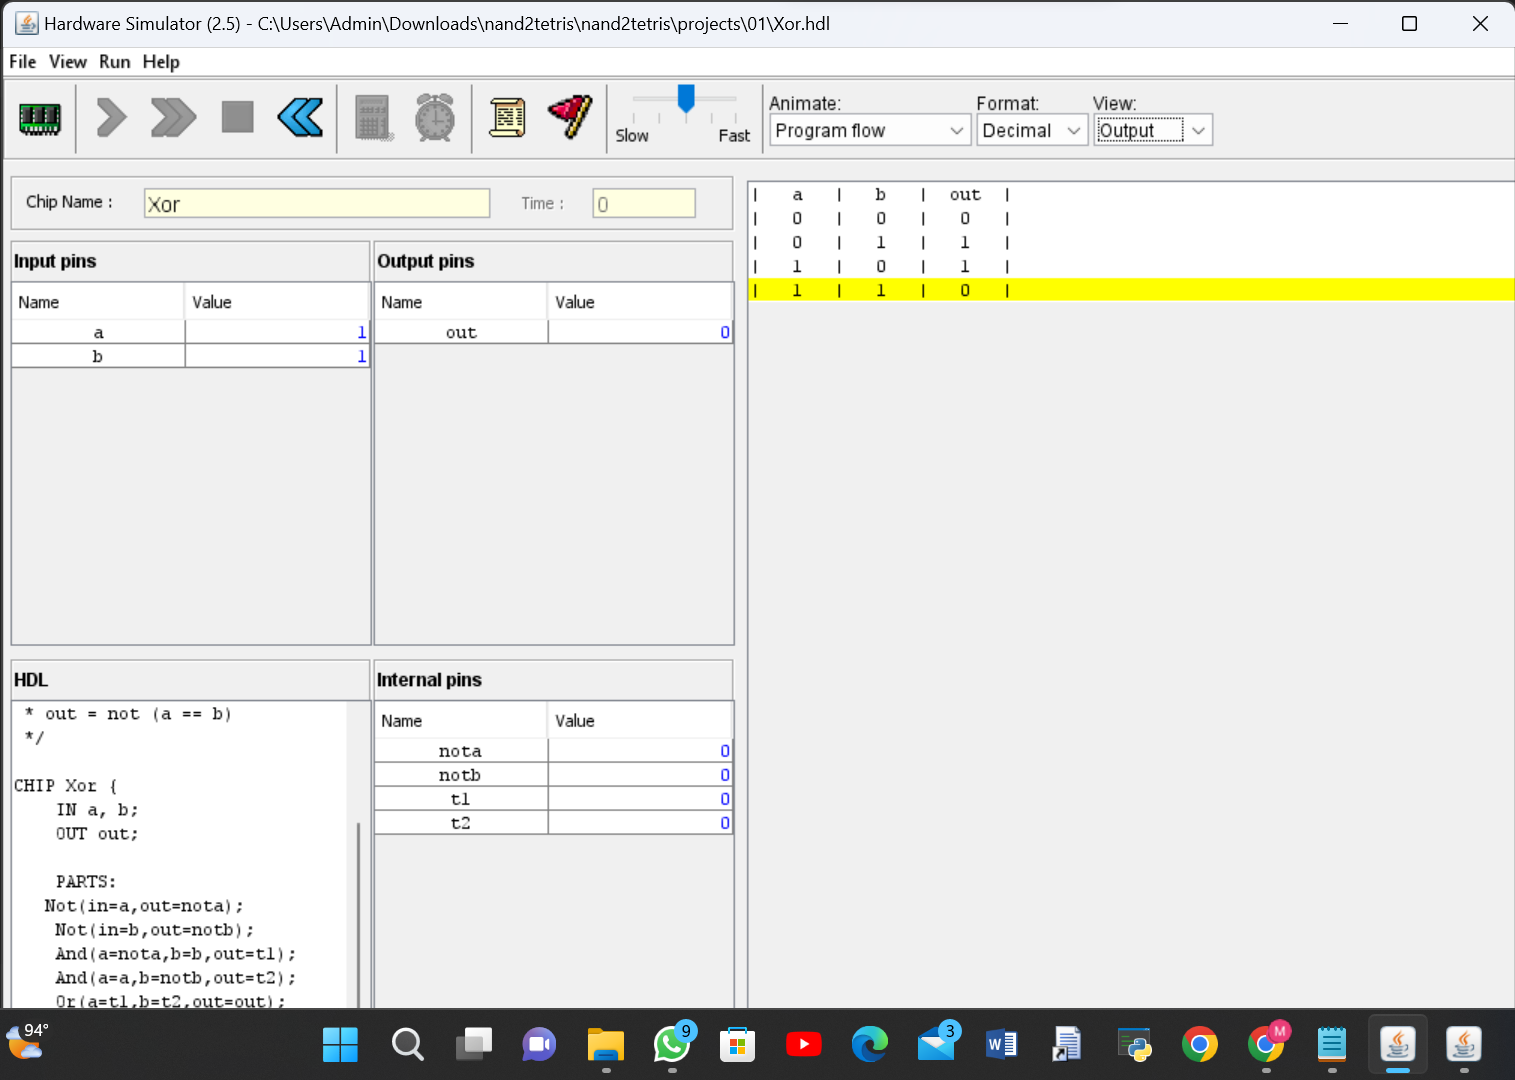 Hardware Simulator (2.5) - C:\Users\Admin\Downloads\nand2tetris\nand2tetris\projects\01\Xor.hdl
File View Run Help
Slow Fast
Animate: Format: View:
Program flow Decimal Output
Chip Name : Xor Time : 0
Input pins
Name Value
a 1
b 1
Output pins
Name Value
out 0
| a | b | out |
| 0 | 0 | 0 |
| 0 | 1 | 1 |
| 1 | 0 | 1 |
| 1 | 1 | 0 |
HDL
* out = not (a == b)
*/
CHIP Xor {
IN a, b;
OUT out;
PARTS:
Not(in=a,out=nota);
Not(in=b,out=notb);
And(a=nota,b=b,out=t1);
And(a=a,b=notb,out=t2);
Or(a=t1,b=t2,out=out);
Internal pins
Name Value
nota 0
notb 0
t1 0
t2 0
94°
9
3
W
M